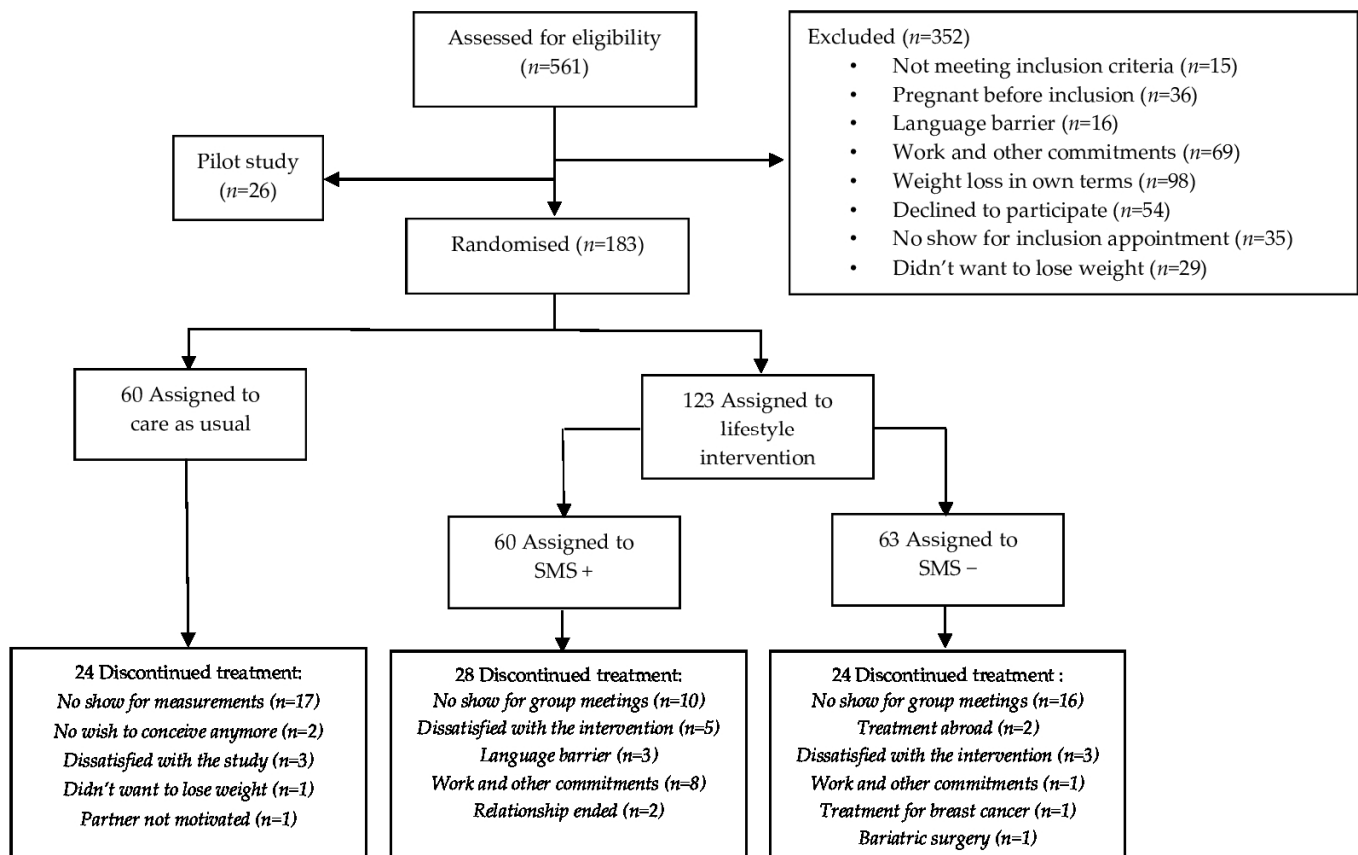 Assessed for eligibility
(n=561)
Excluded (n=352)
• Not meeting inclusion criteria (n=15)
• Pregnant before inclusion (n=36)
• Language barrier (n=16)
• Work and other commitments (n=69)
• Weight loss in own terms (n=98)
• Declined to participate (n=54)
• No show for inclusion appointment (n=35)
• Didn't want to lose weight (n=29)
Pilot study
(n=26)
Randomised (n=183)
60 Assigned to
care as usual
123 Assigned to
lifestyle
intervention
60 Assigned to
SMS +
63 Assigned to
SMS −
24 Discontinued treatment:
No show for measurements (n=17)
No wish to conceive anymore (n=2)
Dissatisfied with the study (n=3)
Didn't want to lose weight (n=1)
Partner not motivated (n=1)
28 Discontinued treatment:
No show for group meetings (n=10)
Dissatisfied with the intervention (n=5)
Language barrier (n=3)
Work and other commitments (n=8)
Relationship ended (n=2)
24 Discontinued treatment :
No show for group meetings (n=16)
Treatment abroad (n=2)
Dissatisfied with the intervention (n=3)
Work and other commitments (n=1)
Treatment for breast cancer (n=1)
Bariatric surgery (n=1)